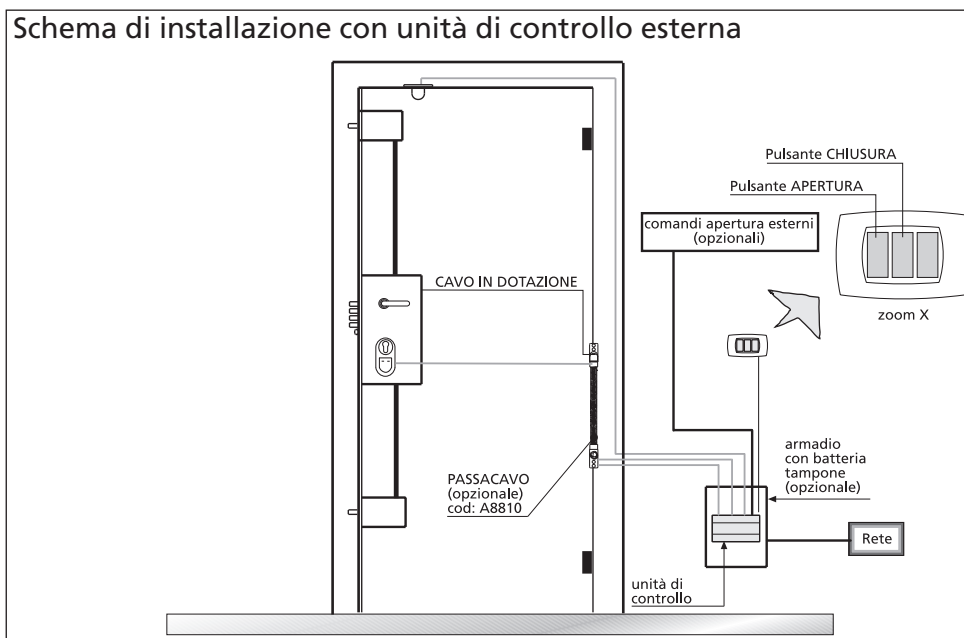 Schema di installazione con unità di controllo esterna
Pulsante CHIUSURA
Pulsante APERTURA
comandi apertura esterni
(opzionali)
zoom X
CAVO IN DOTAZIONE
armadio
con batteria
tampone
(opzionale)
PASSACAVO
(opzionale)
cod: A8810
Rete
unità di
controllo